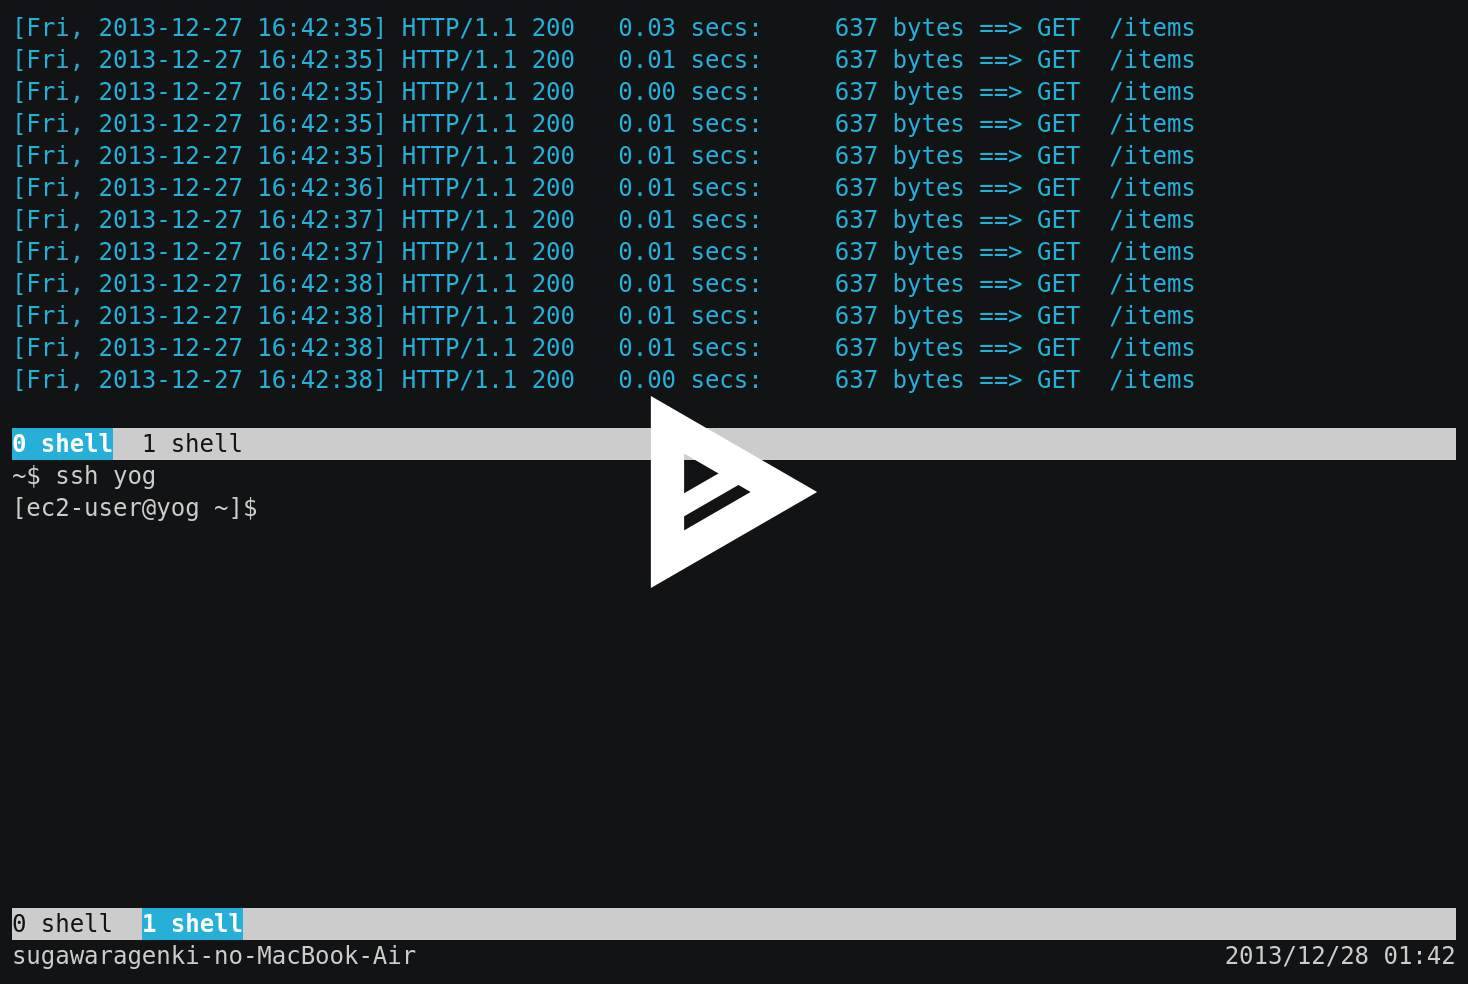 [Fri, 2013-12-27 16:42:35] HTTP/1.1 200   0.03 secs:     637 bytes ==> GET  /items
[Fri, 2013-12-27 16:42:35] HTTP/1.1 200   0.01 secs:     637 bytes ==> GET  /items
[Fri, 2013-12-27 16:42:35] HTTP/1.1 200   0.00 secs:     637 bytes ==> GET  /items
[Fri, 2013-12-27 16:42:35] HTTP/1.1 200   0.01 secs:     637 bytes ==> GET  /items
[Fri, 2013-12-27 16:42:35] HTTP/1.1 200   0.01 secs:     637 bytes ==> GET  /items
[Fri, 2013-12-27 16:42:36] HTTP/1.1 200   0.01 secs:     637 bytes ==> GET  /items
[Fri, 2013-12-27 16:42:37] HTTP/1.1 200   0.01 secs:     637 bytes ==> GET  /items
[Fri, 2013-12-27 16:42:37] HTTP/1.1 200   0.01 secs:     637 bytes ==> GET  /items
[Fri, 2013-12-27 16:42:38] HTTP/1.1 200   0.01 secs:     637 bytes ==> GET  /items
[Fri, 2013-12-27 16:42:38] HTTP/1.1 200   0.01 secs:     637 bytes ==> GET  /items
[Fri, 2013-12-27 16:42:38] HTTP/1.1 200   0.01 secs:     637 bytes ==> GET  /items
[Fri, 2013-12-27 16:42:38] HTTP/1.1 200   0.00 secs:     637 bytes ==> GET  /items
0 shell  1 shell
~$ ssh yog
[ec2-user@yog ~]$
0 shell  1 shell
sugawaragenki-no-MacBook-Air 2013/12/28 01:42